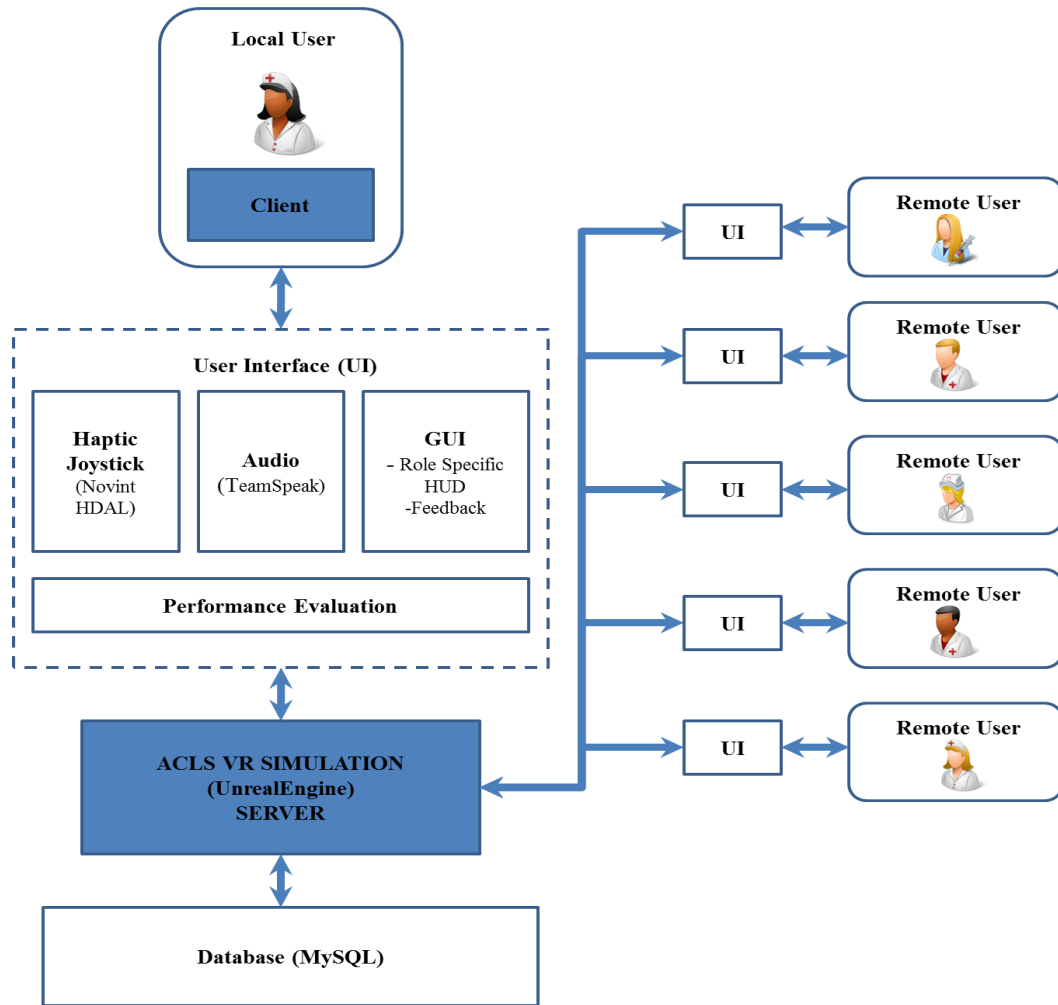 Local User
Client
User Interface (UI)
Haptic
Joystick
(Novint
HDAL)
Audio
(TeamSpeak)
GUI
- Role Specific
HUD
-Feedback
Performance Evaluation
ACLS VR SIMULATION
(UnrealEngine)
SERVER
Database (MySQL)
UI
Remote User
UI
Remote User
UI
Remote User
UI
Remote User
UI
Remote User